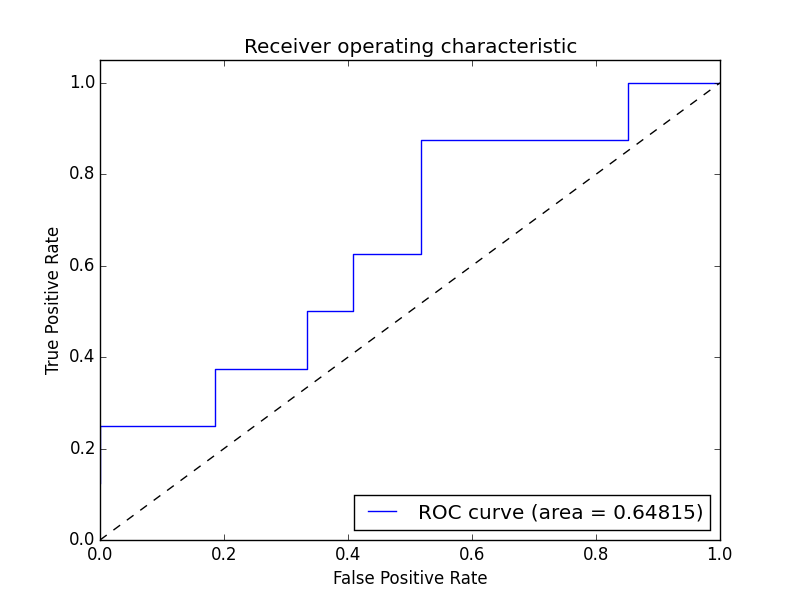 Receiver operating characteristic
1.0
0.8
0.6
0.4
0.2
0.0
True Positive Rate
ROC curve (area = 0.64815)
0.0 0.2 0.4 0.6 0.8 1.0
False Positive Rate